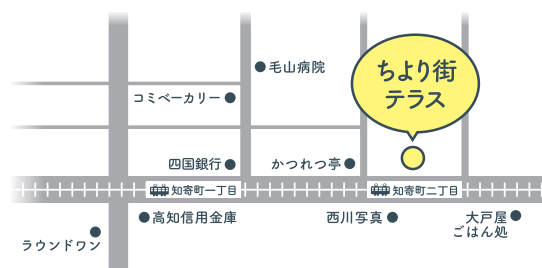 毛山病院
ちより街
テラス
コミベーカリー
四国銀行
かつれつ亭
知寄町一丁目
知寄町二丁目
高知信用金庫
西川写真
大戸屋
ごはん処
ラウンドワン